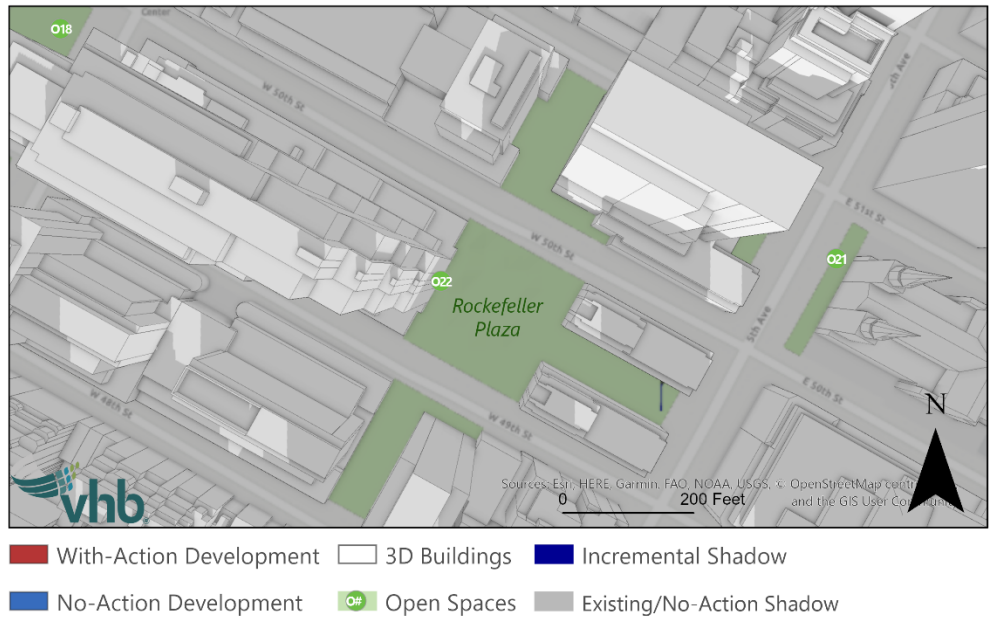 O18
Center
W 50th St
5th Ave
E 51st St
O21
W 50th St
O22
Rockefeller
Plaza
5th Ave
E 50th St
W 48th St
W 49th St
N
vhb.
Sources: Esri, HERE, Garmin, FAO, NOAA, USGS, © OpenStreetMap
and the GIS User
0 200 Feet
With-Action Development
3D Buildings
Incremental Shadow
No-Action Development
O# Open Spaces
Existing/No-Action Shadow